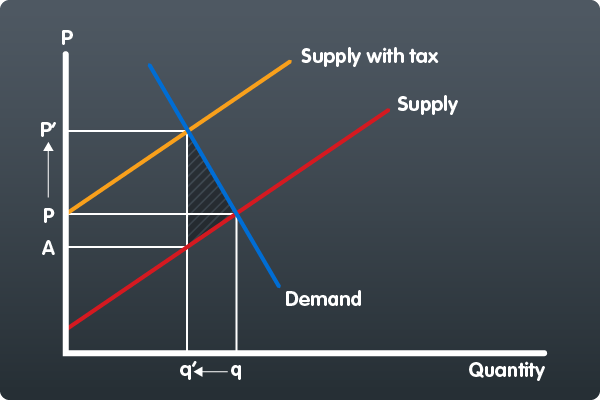 P
Supply with tax
Supply
P′
P
A
Demand
q′
q
Quantity